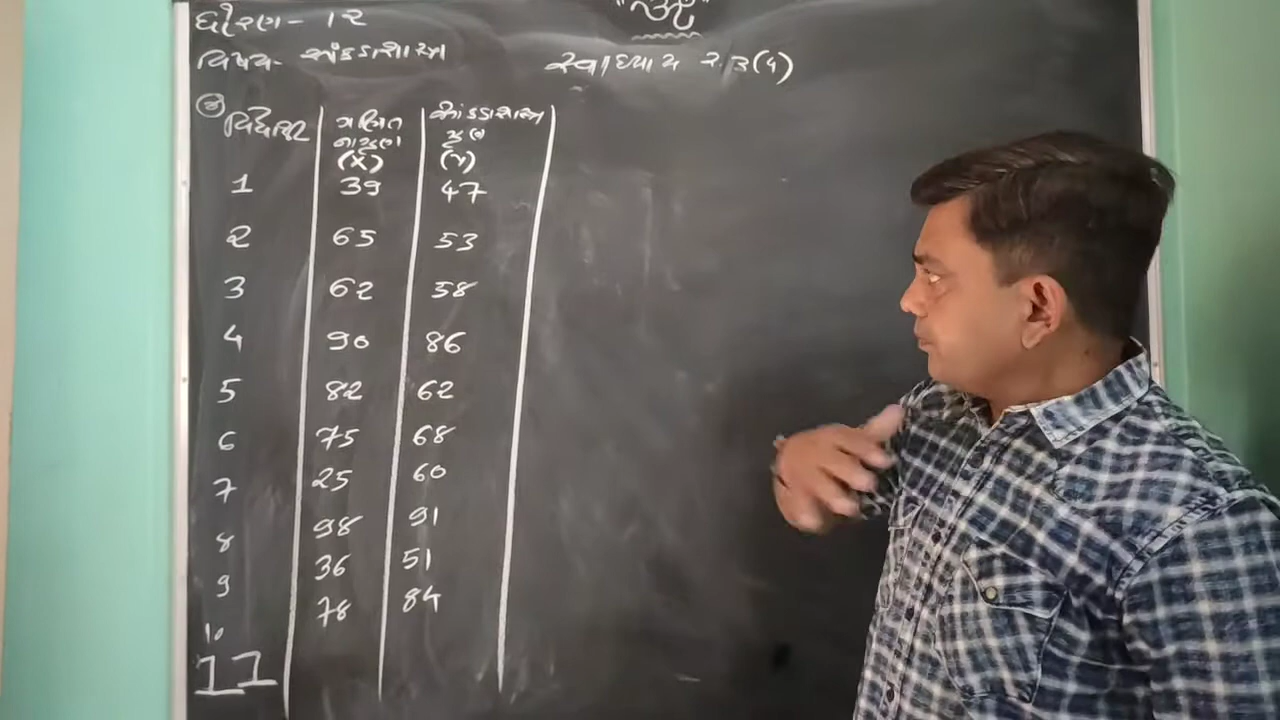 ધોરણ - 12
"ૐ"
વિષય - આંકડાશાસ્ત્ર
સ્વાધ્યાય 2.3(4)
વિદ્યાર્થી
(X)
આંકડાશાસ્ત્ર
(Y)
1 39 47
2 65 53
3 62 58
4 90 86
5 82 62
6 75 68
7 25 60
8 98 91
9 36 51
10 78 84
11